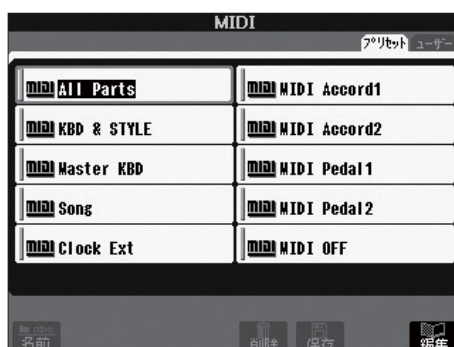 MIDI
プリセット ユーザー
MIDI All Parts
MIDI MIDI Accord1
MIDI KBD & STYLE
MIDI MIDI Accord2
MIDI Master KBD
MIDI MIDI Pedal1
MIDI Song
MIDI MIDI Pedal2
MIDI Clock Ext
MIDI MIDI OFF
abc
名前 削除 保存 編集